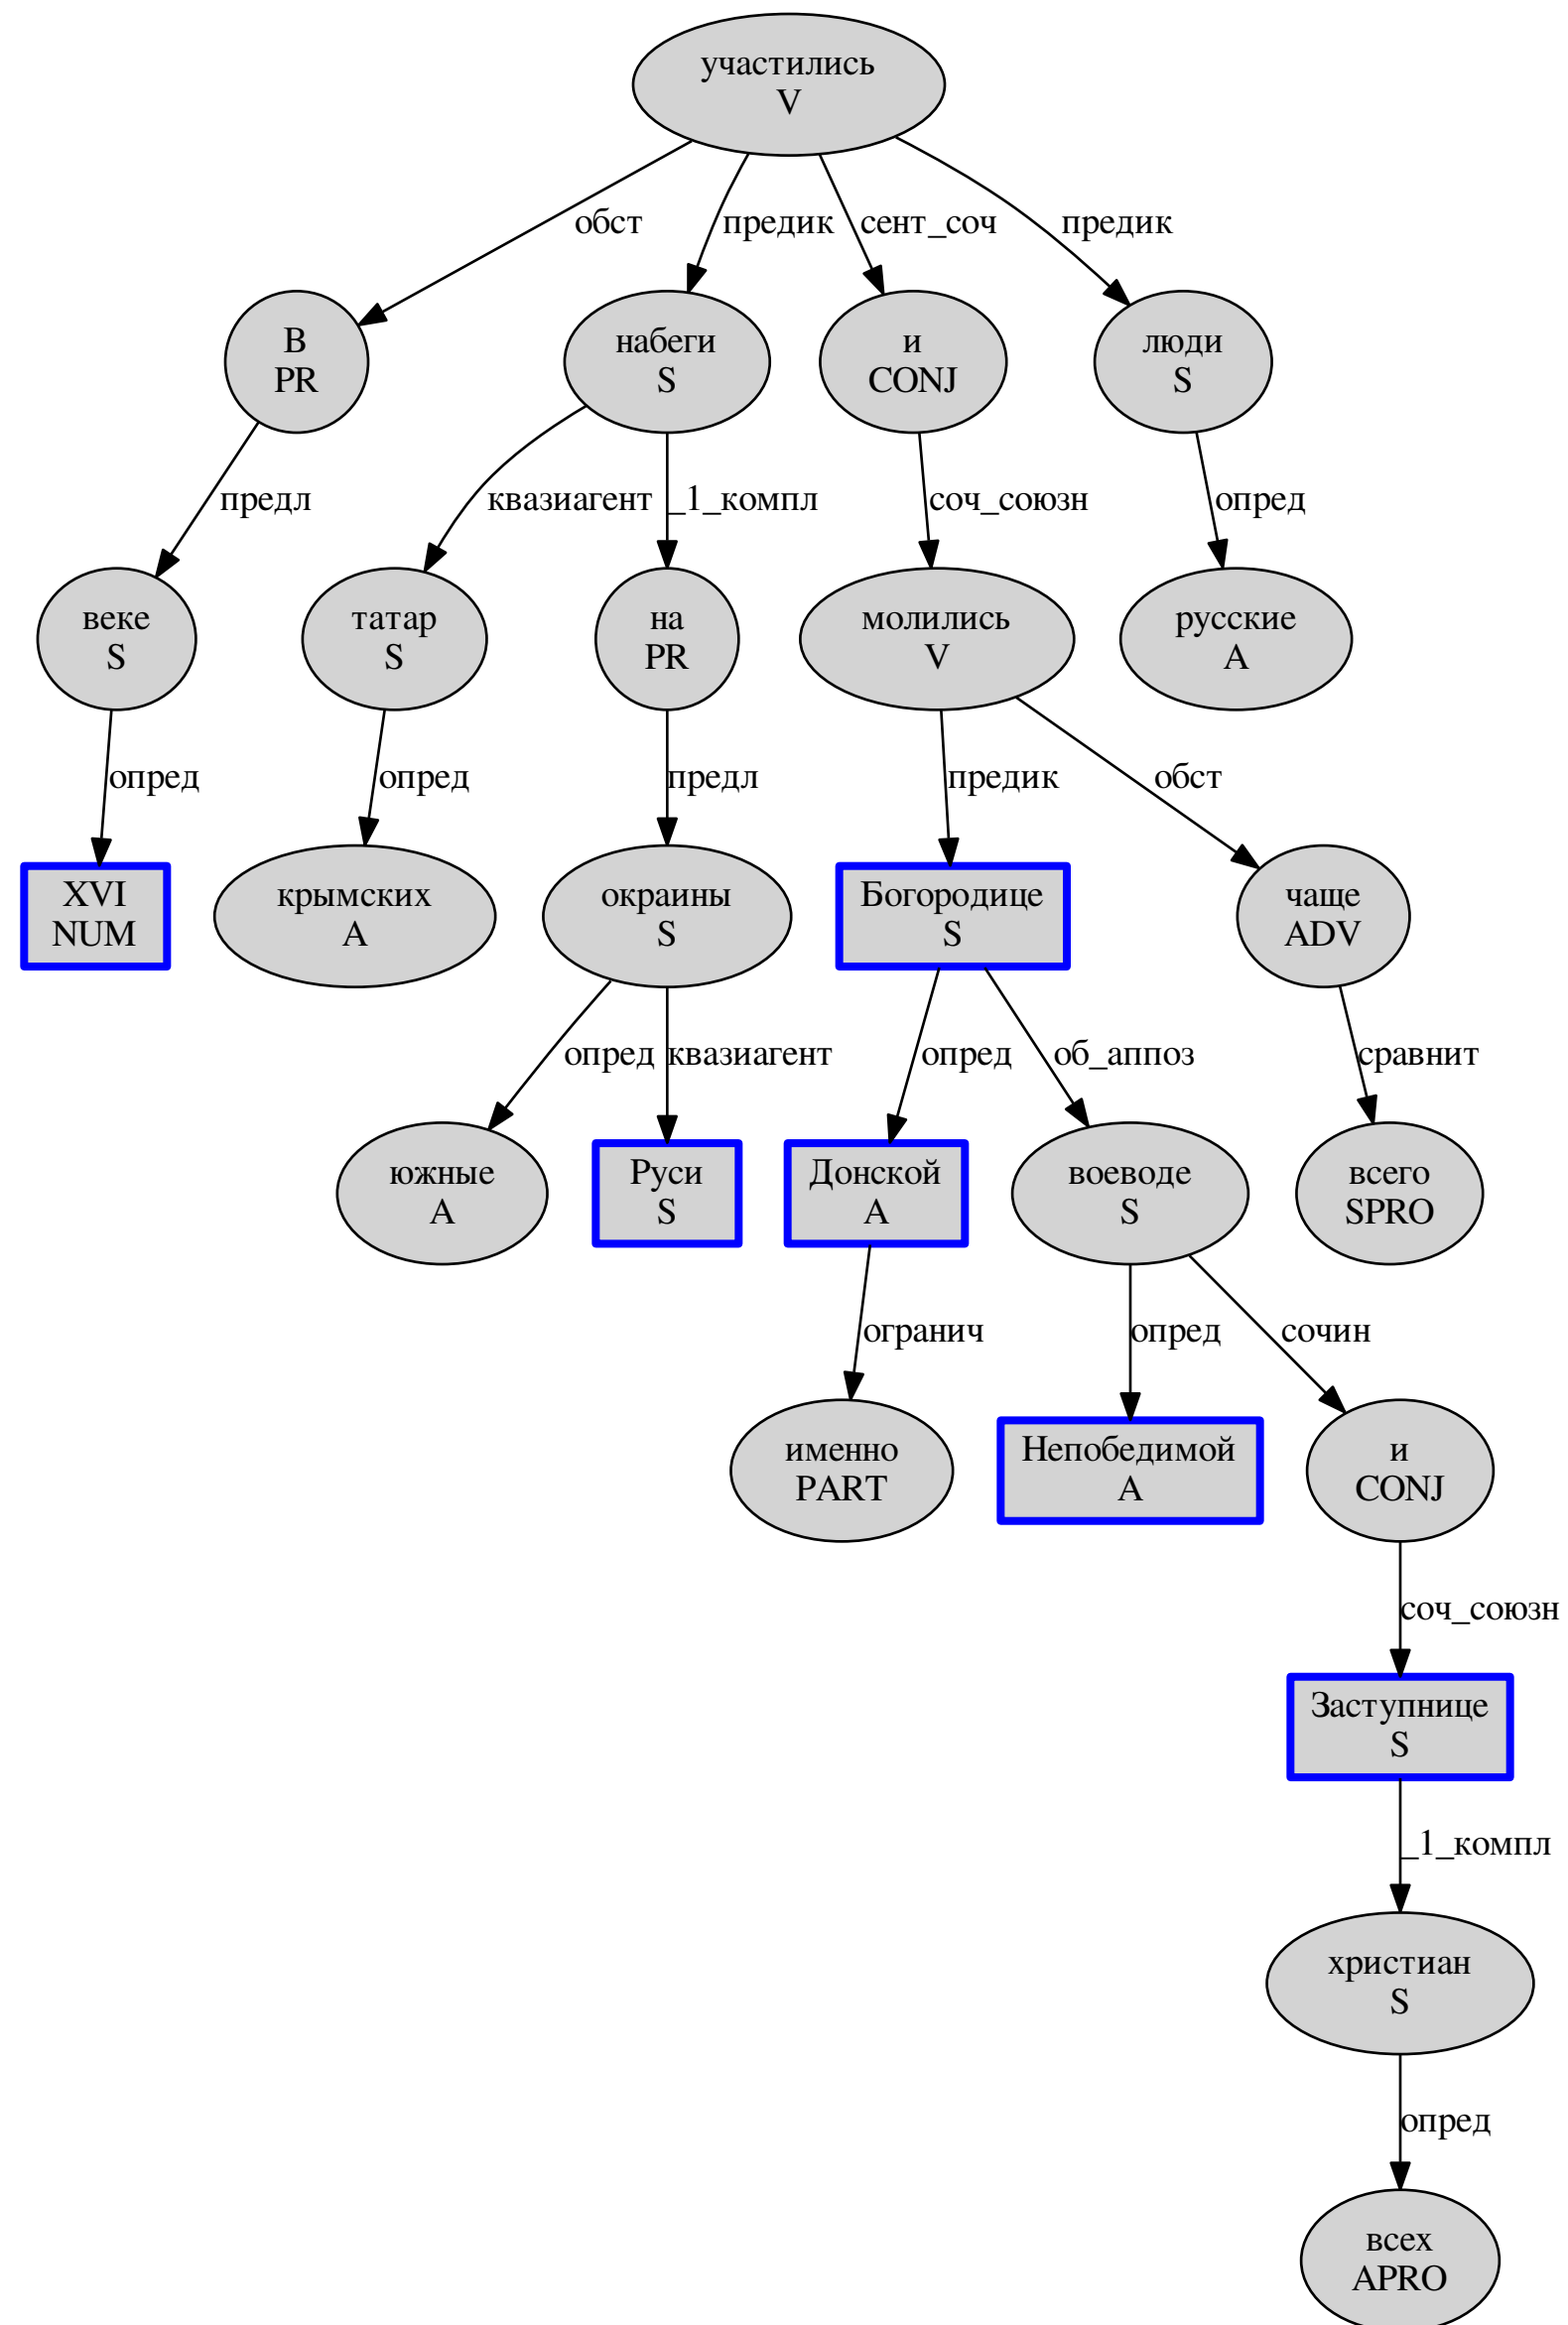 участились
V
обст
предик
сент_соч
предик
В
PR
набеги
S
и
CONJ
люди
S
предл
квазиагент
_1_компл
соч_союзн
опред
веке
S
татар
S
на
PR
молились
V
русские
A
опред
опред
предл
предик
обст
XVI
NUM
крымских
A
окраины
S
Богородице
S
чаще
ADV
опред
квазиагент
опред
об_аппоз
сравнит
южные
A
Руси
S
Донской
A
воеводе
S
всего
SPRO
огранич
опред
сочин
именно
PART
Непобедимой
A
и
CONJ
соч_союзн
Заступнице
S
_1_компл
христиан
S
опред
всех
APRO